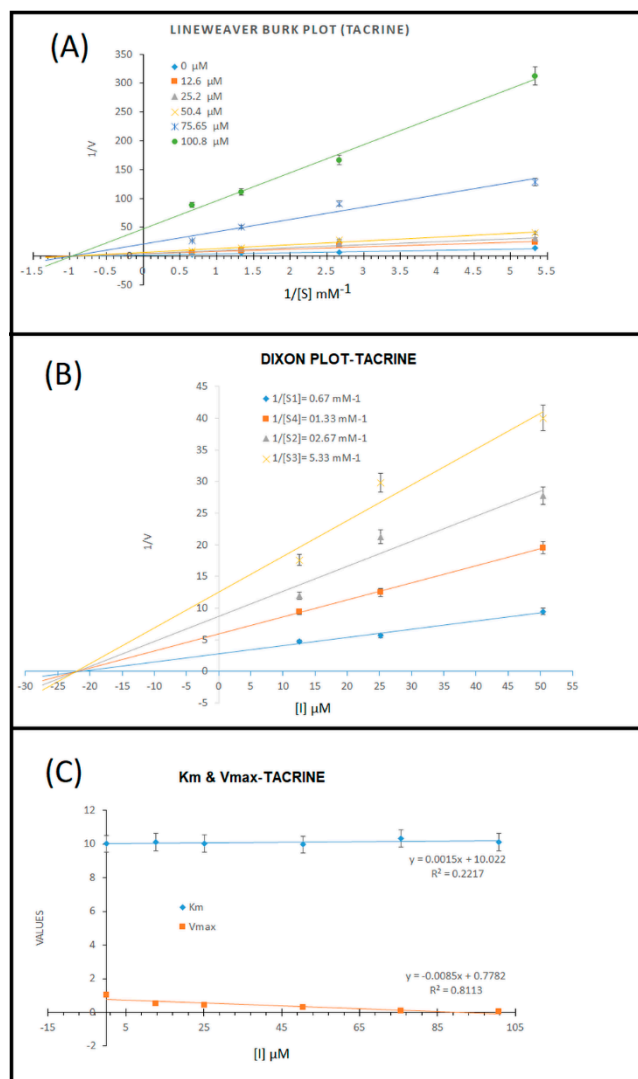 (A)
LINEWEAVER BURK PLOT (TACRINE)
0 μM
12.6 μM
25.2 μM
50.4 μM
75.65 μM
100.8 μM
350
300
250
200
150
100
50
0
-50
1/V
-1.5 -1 -0.5 0 0.5 1 1.5 2 2.5 3 3.5 4 4.5 5 5.5
1/[S] mM-1
(B)
DIXON PLOT-TACRINE
1/[S1]= 0.67 mM-1
1/[S4]= 01.33 mM-1
1/[S2]= 02.67 mM-1
1/[S3]= 5.33 mM-1
45
40
35
30
25
20
15
10
5
0
-5
1/V
-30 -25 -20 -15 -10 -5 0 5 10 15 20 25 30 35 40 45 50 55
[I] μM
(C)
Km & Vmax-TACRINE
12
10
8
6
4
2
0
-2
VALUES
y = 0.0015x + 10.022
R² = 0.2217
Km
Vmax
y = -0.0085x + 0.7782
R² = 0.8113
-15 5 25 45 65 85 105
[I] μM